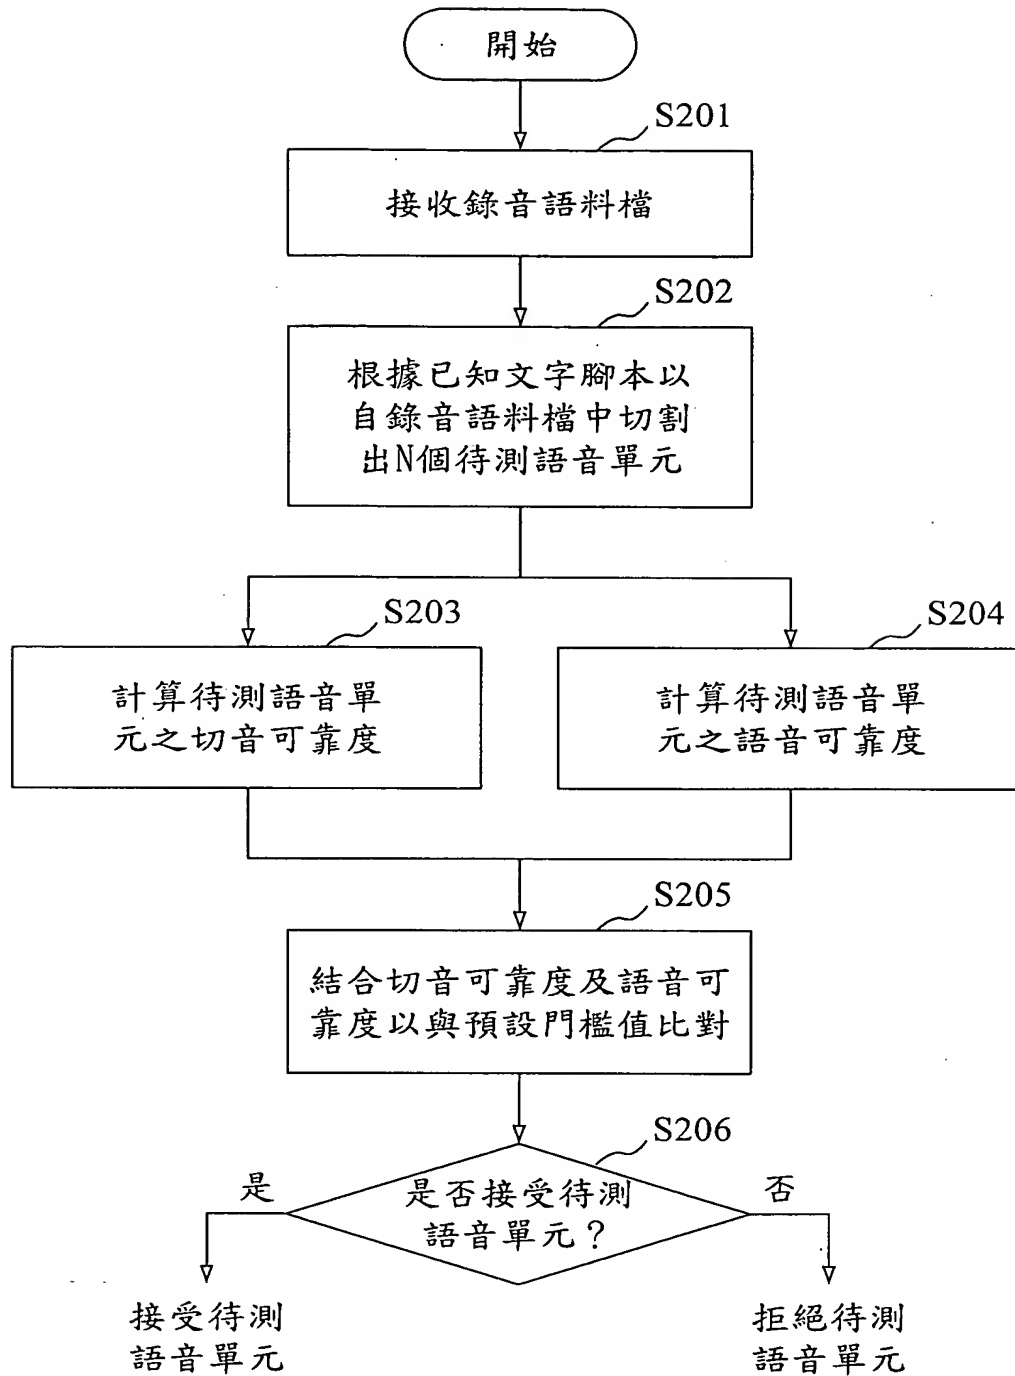 開始
S201
接收錄音語料檔
S202
根據已知文字腳本以
自錄音語料檔中切割
出N個待測語音單元
S203
計算待測語音單
元之切音可靠度
S204
計算待測語音單
元之語音可靠度
S205
結合切音可靠度及語音可
靠度以與預設門檻值比對
S206
是否接受待測
語音單元?
是
否
接受待測
語音單元
拒絕待測
語音單元